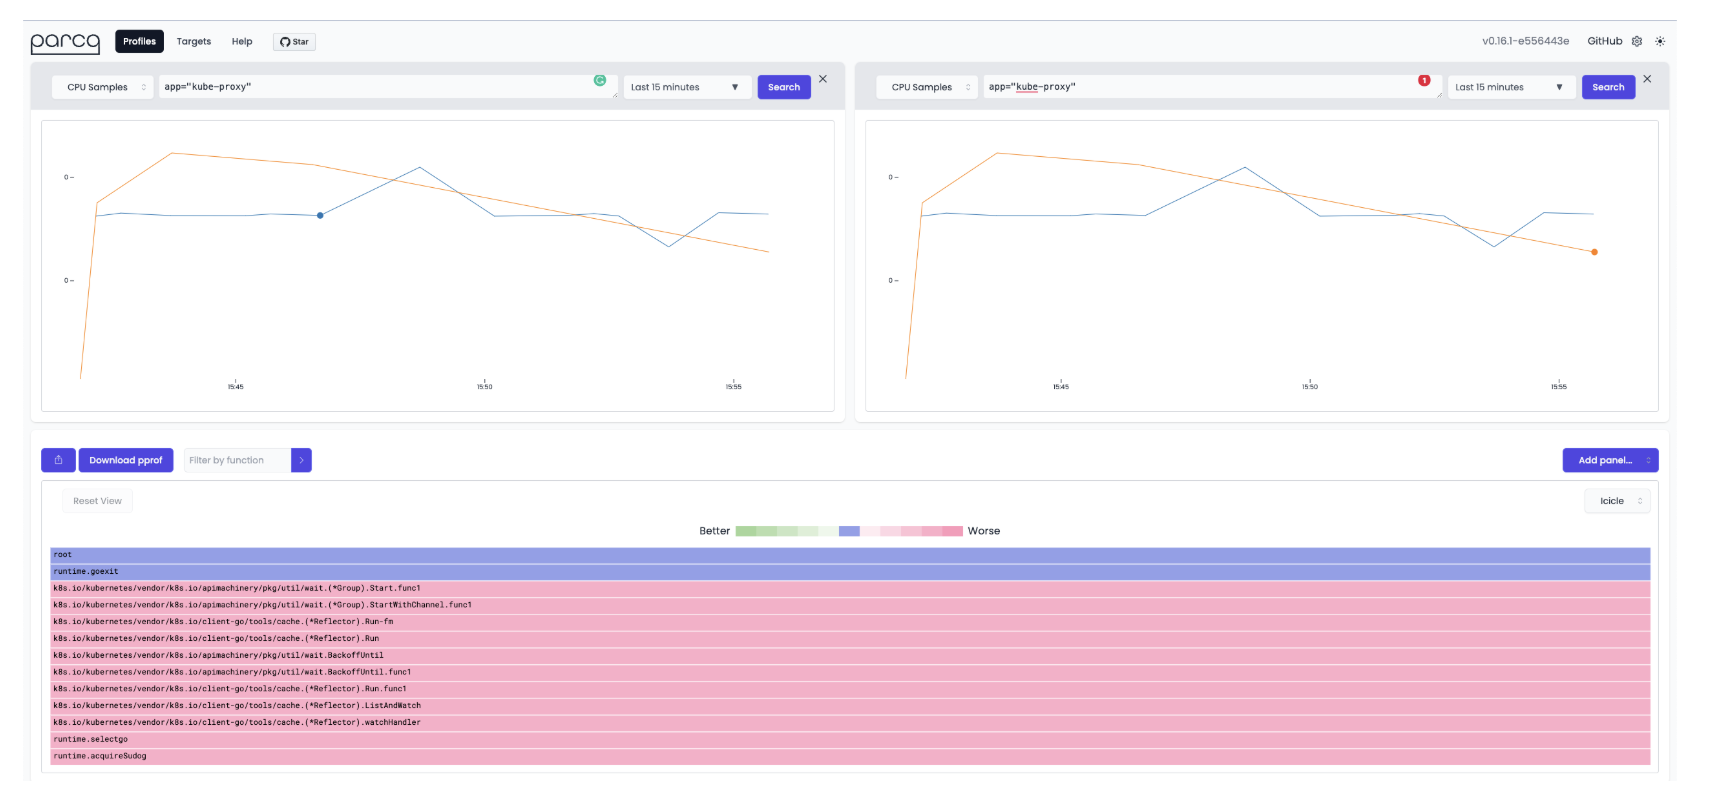 parca Profiles Targets Help Star v0.16.1-e556443e GitHub
CPU Samples app="kube-proxy" Last 15 minutes ▼ Search
CPU Samples app="kube-proxy" 1 Last 15 minutes ▼ Search
0
0
15:45 15:50 15:55
0
0
15:45 15:50 15:55
Download pprof Filter by function Add panel...
Reset View Icicle
Better Worse
root
runtime.goexit
k8s.io/kubernetes/vendor/k8s.io/apimachinery/pkg/util/wait.(*Group).Start.func1
k8s.io/kubernetes/vendor/k8s.io/apimachinery/pkg/util/wait.(*Group).StartWithChannel.func1
k8s.io/kubernetes/vendor/k8s.io/client-go/tools/cache.(*Reflector).Run-fm
k8s.io/kubernetes/vendor/k8s.io/client-go/tools/cache.(*Reflector).Run
k8s.io/kubernetes/vendor/k8s.io/apimachinery/pkg/util/wait.BackoffUntil
k8s.io/kubernetes/vendor/k8s.io/apimachinery/pkg/util/wait.BackoffUntil.func1
k8s.io/kubernetes/vendor/k8s.io/client-go/tools/cache.(*Reflector).Run.func1
k8s.io/kubernetes/vendor/k8s.io/client-go/tools/cache.(*Reflector).ListAndWatch
k8s.io/kubernetes/vendor/k8s.io/client-go/tools/cache.(*Reflector).watchHandler
runtime.selectgo
runtime.acquireSudog